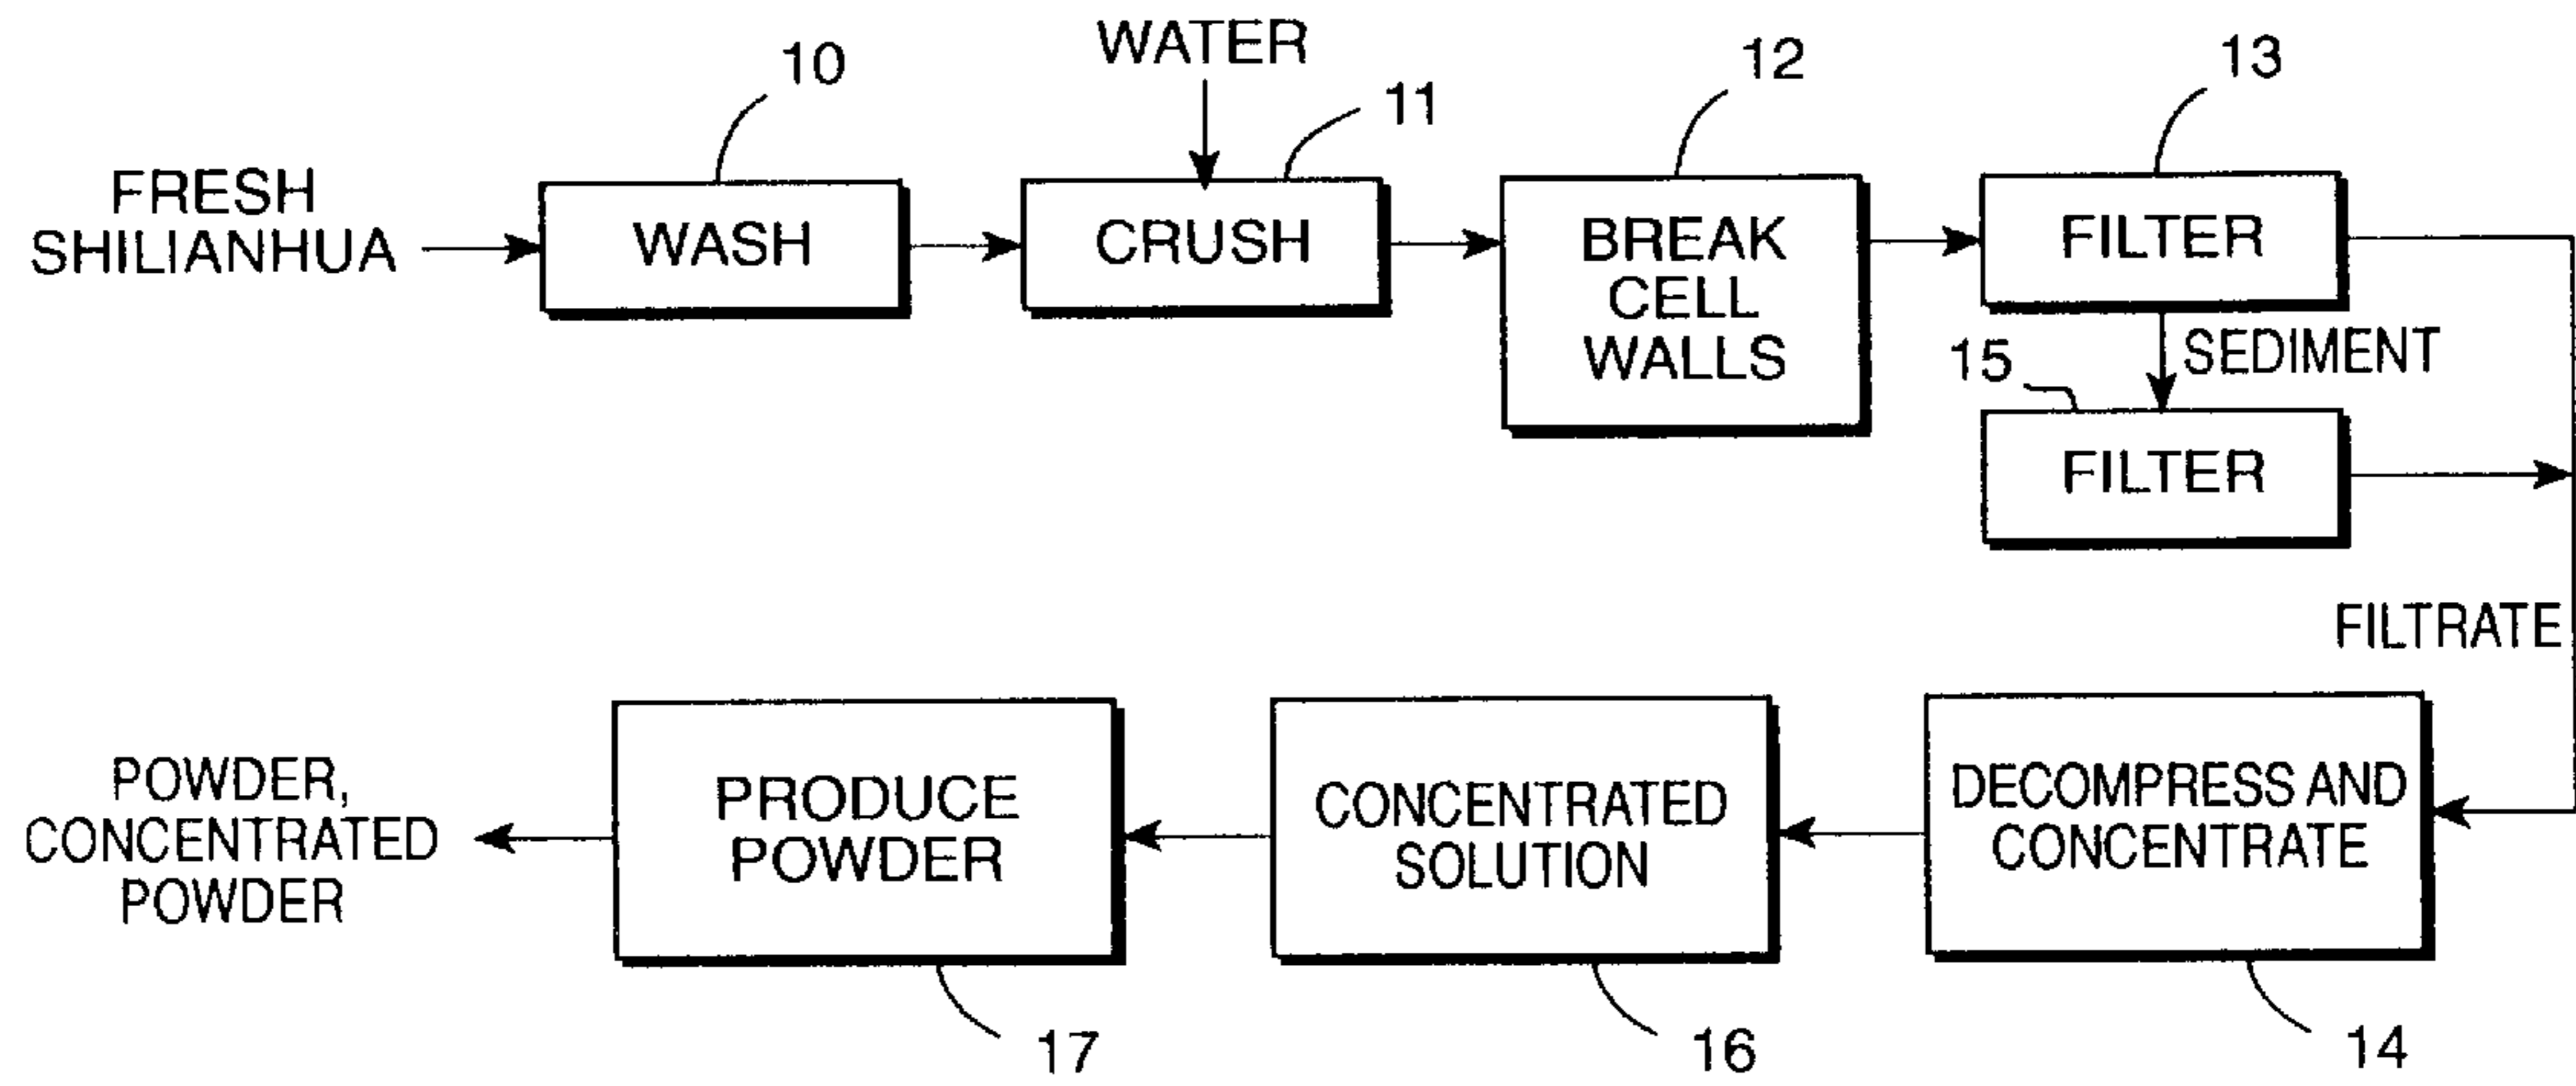 10
WATER
11
12
13
FRESH
SHILIANHUA
WASH
CRUSH
BREAK
CELL
WALLS
FILTER
SEDIMENT
15
FILTER
FILTRATE
DECOMPRESS AND
CONCENTRATE
14
CONCENTRATED
SOLUTION
16
PRODUCE
POWDER
17
POWDER,
CONCENTRATED
POWDER